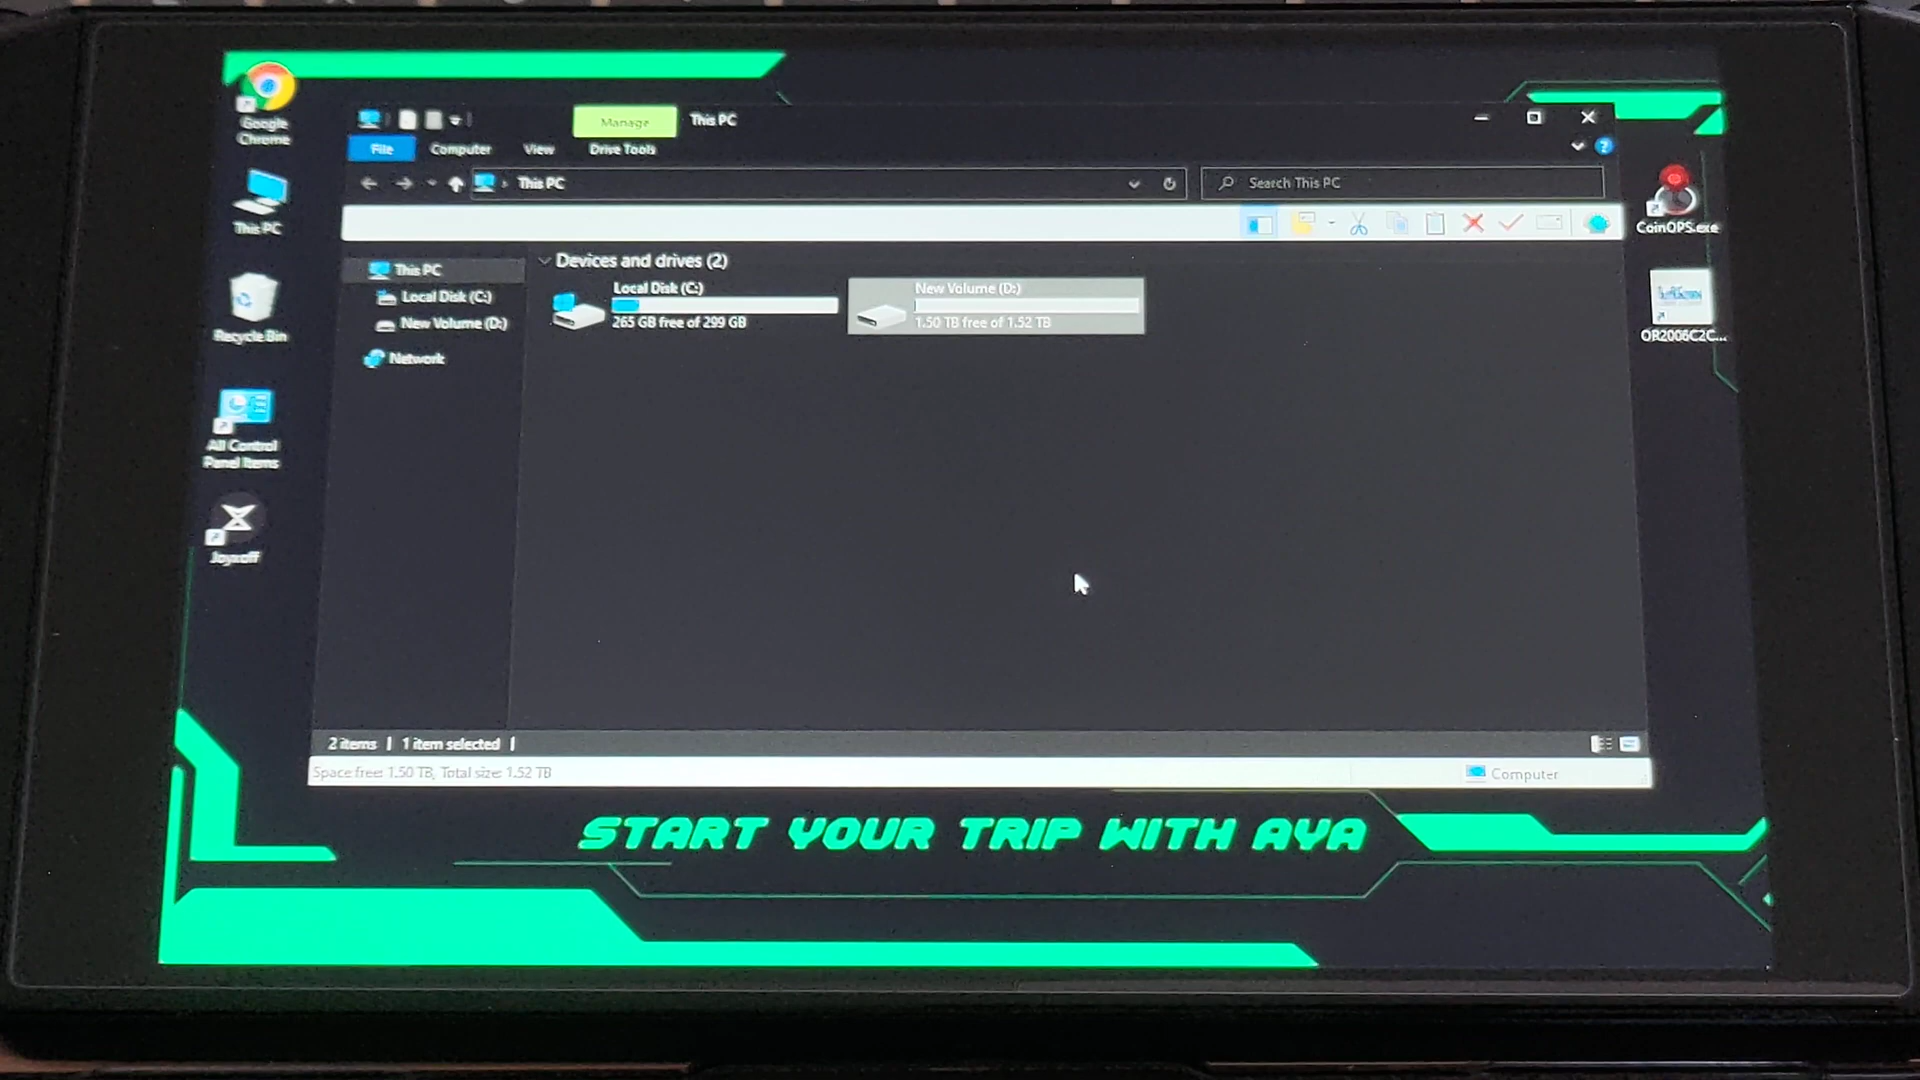 Google
Chrome
This PC
Recycle Bin
All Control
Panel Items
Joyxoff
Manage
This PC
File
Computer
View
Drive Tools
This PC
Search This PC
This PC
Local Disk (C:)
New Volume (D:)
Network
Devices and drives (2)
Local Disk (C:)
265 GB free of 299 GB
New Volume (D:)
1.50 TB free of 1.52 TB
CoinOPS.exe
OR2006C2C...
2 items
1 item selected
Space free: 1.50 TB, Total size: 1.52 TB
Computer
START YOUR TRIP WITH AYA